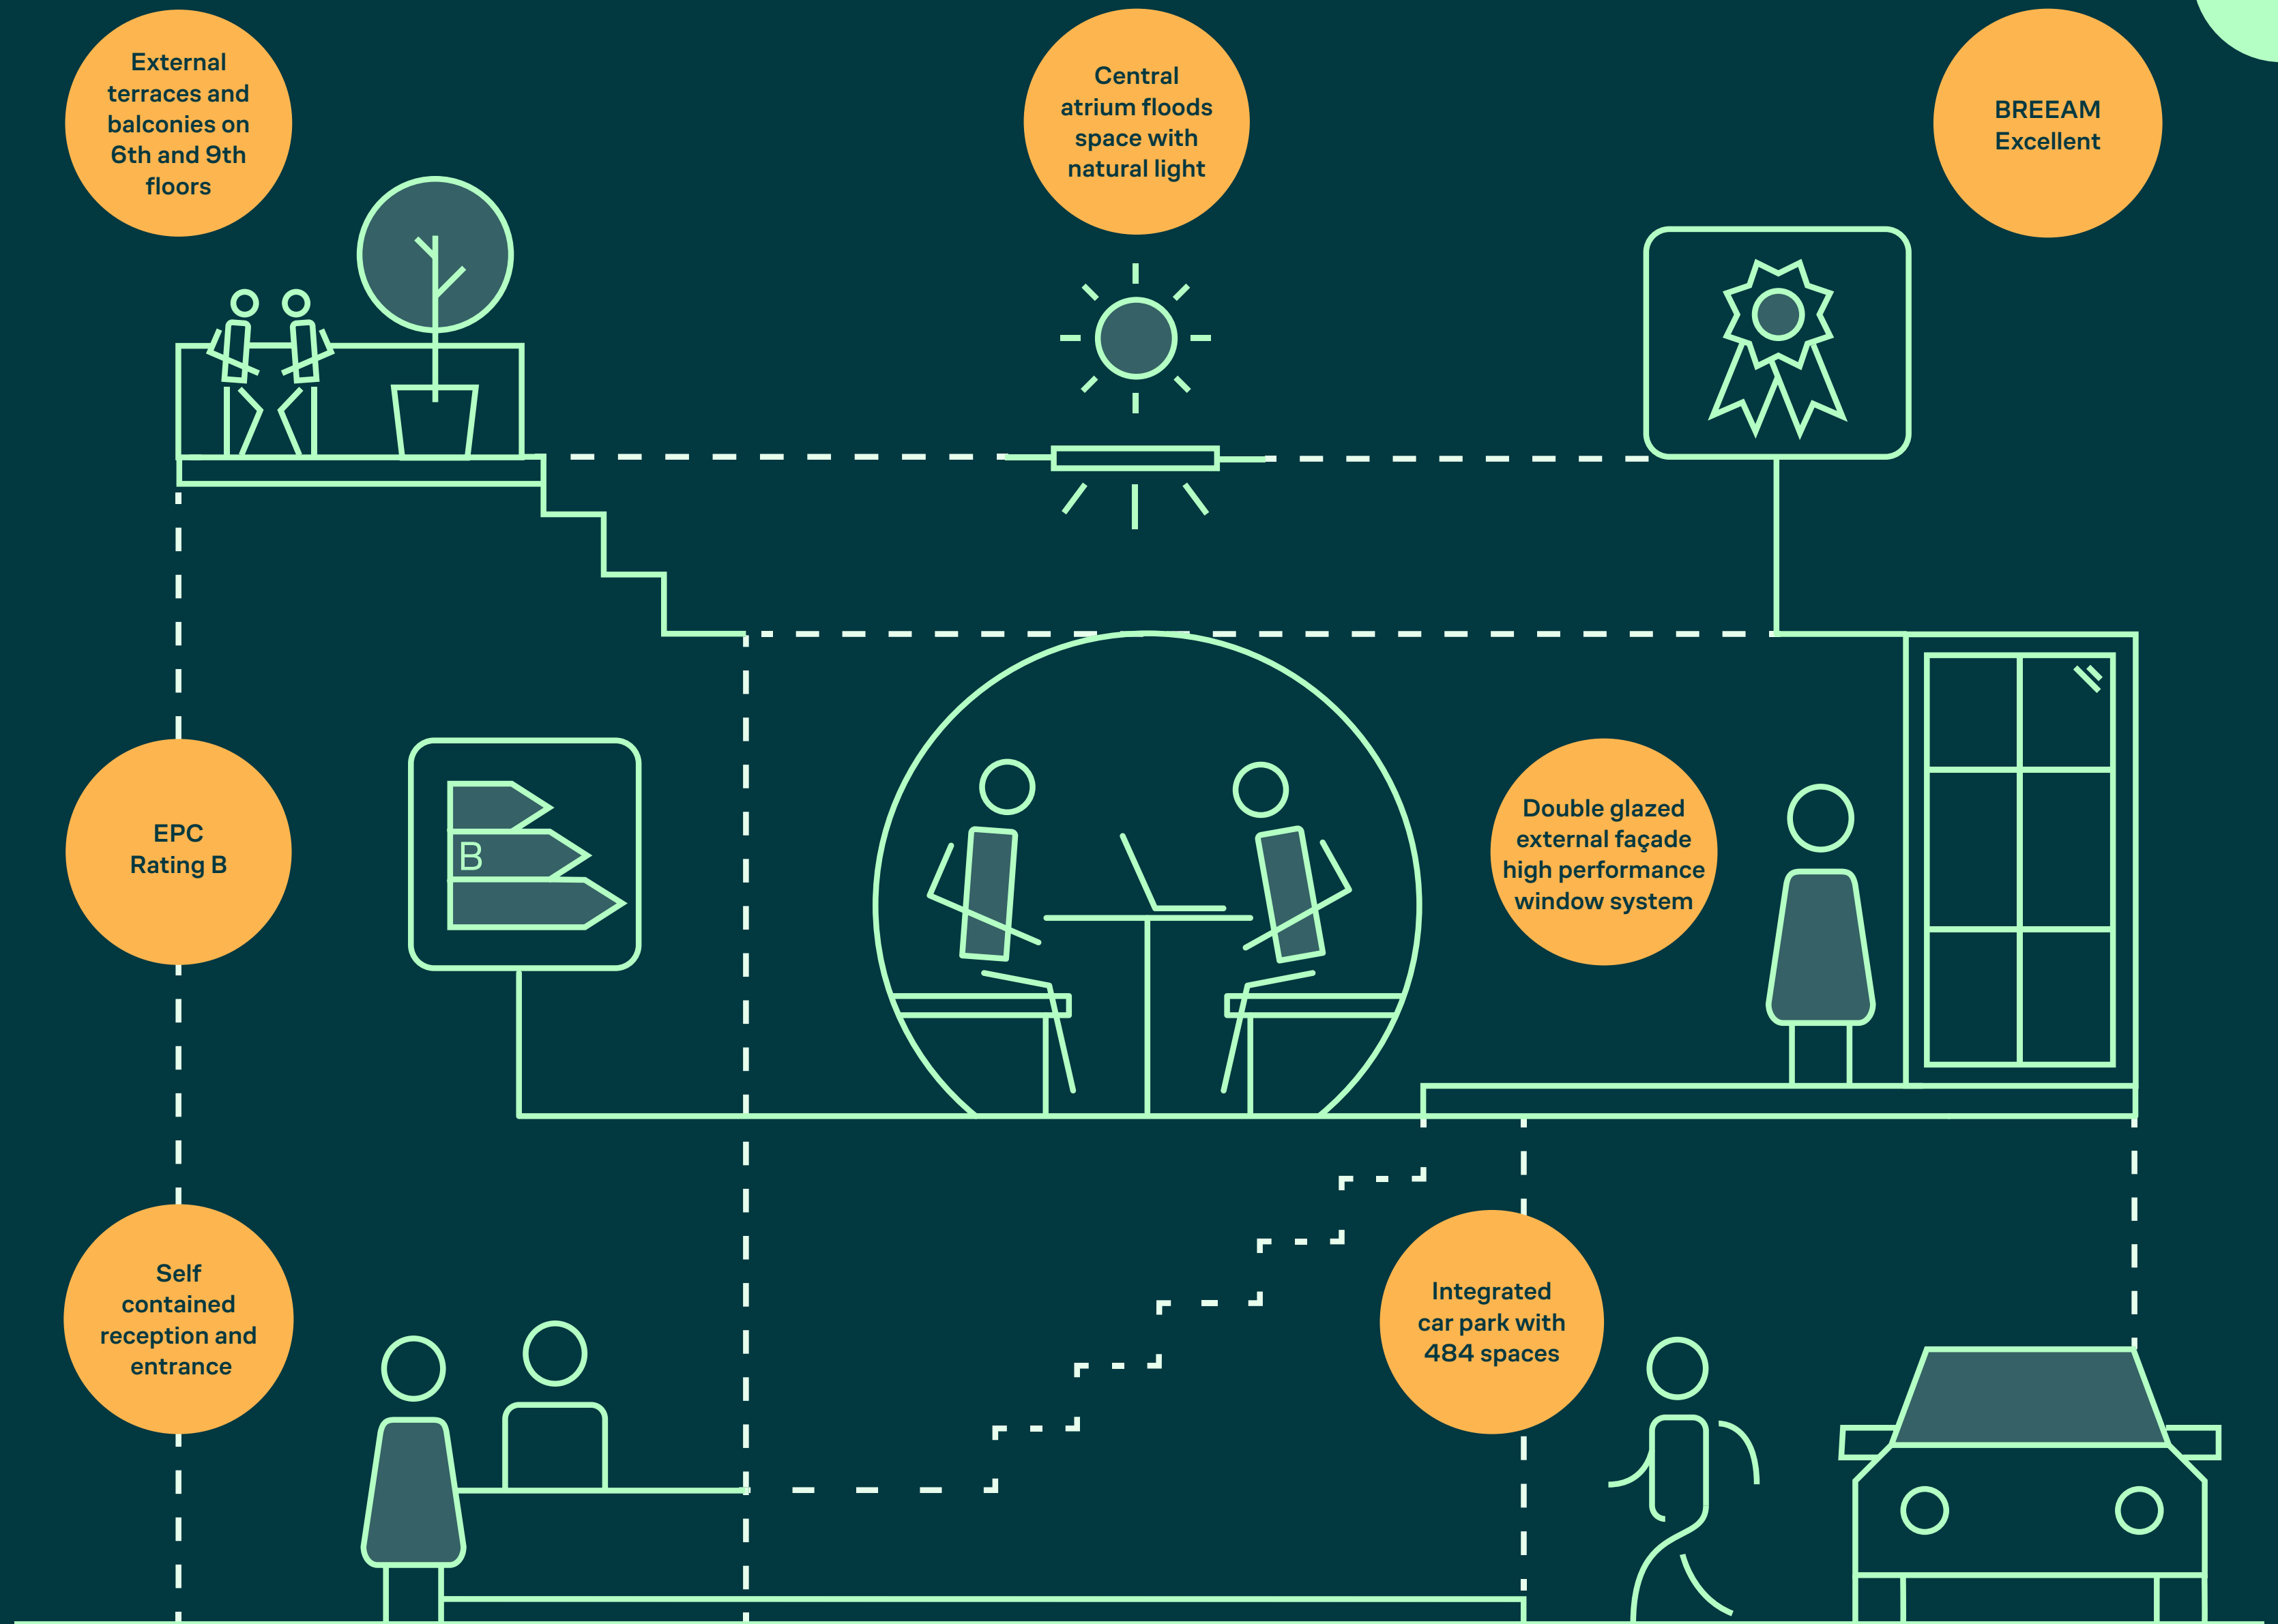 External
terraces and
balconies on
6th and 9th
floors
Central
atrium floods
space with
natural light
BREEAM
Excellent
EPC
Rating B
B
Double glazed
external façade
high performance
window system
Self
contained
reception and
entrance
Integrated
car park with
484 spaces